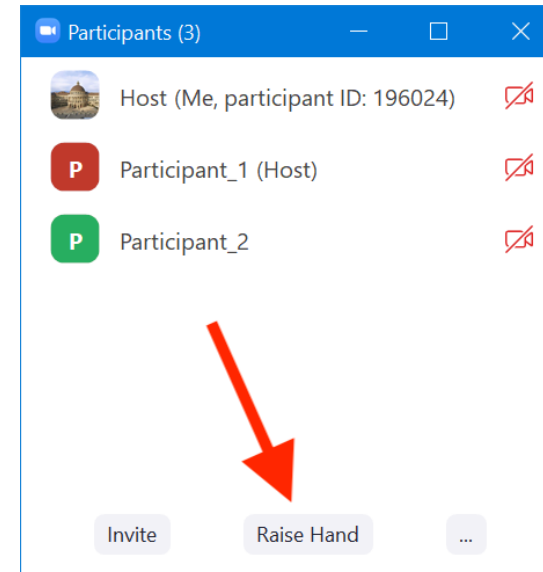 Participants (3)
Host (Me, participant ID: 196024)
P
Participant_1 (Host)
P
Participant_2
Invite
Raise Hand
...